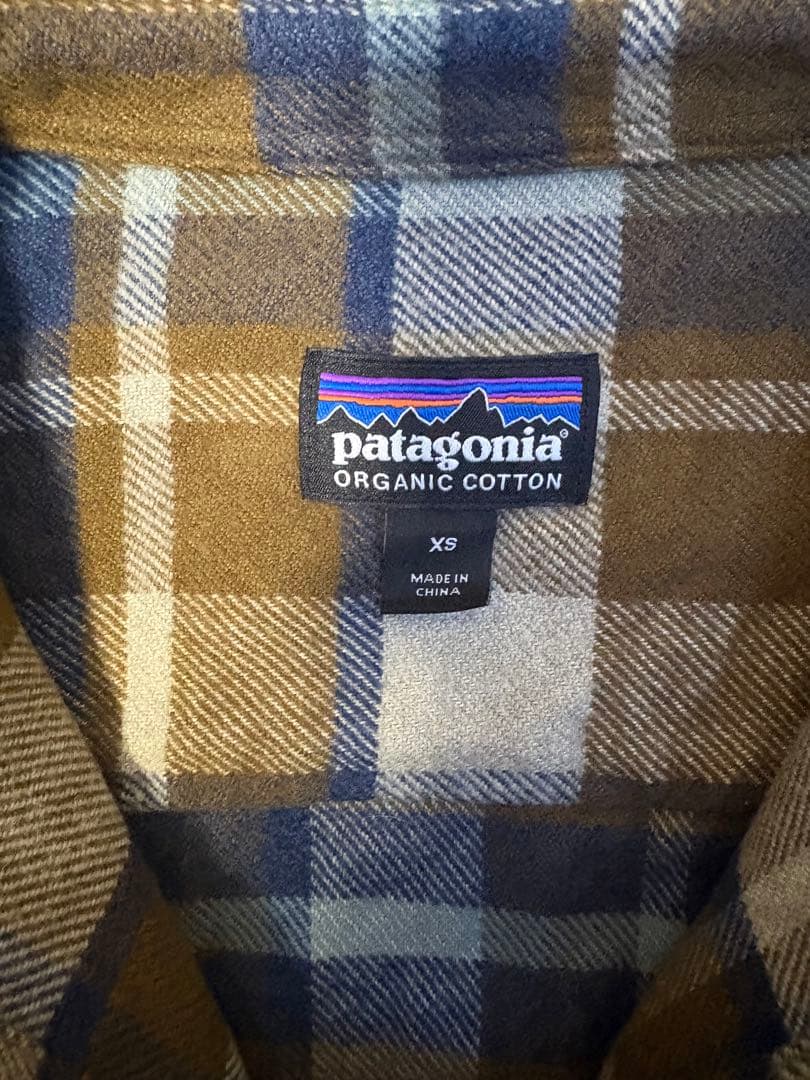 patagonia®
ORGANIC COTTON
XS
MADE IN
CHINA